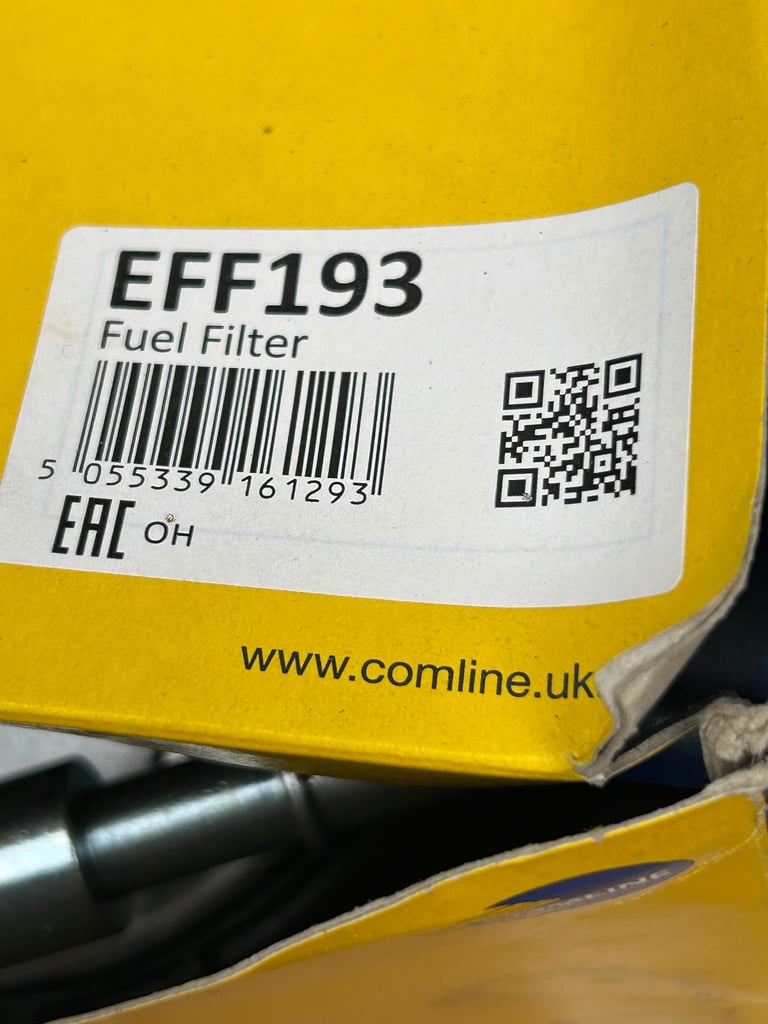 EFF193
Fuel Filter
5 055339 161293
EAC OH
www.comline.uk